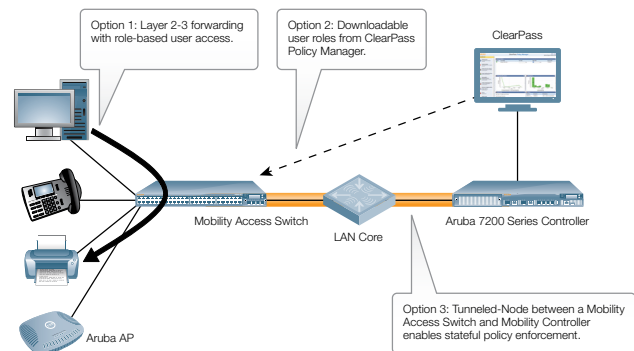 Option 1: Layer 2-3 forwarding
with role-based user access.
Option 2: Downloadable
user roles from ClearPass
Policy Manager.
ClearPass
Mobility Access Switch
LAN Core
Aruba 7200 Series Controller
Option 3: Tunneled-Node between a Mobility
Access Switch and Mobility Controller
enables stateful policy enforcement.
Aruba AP